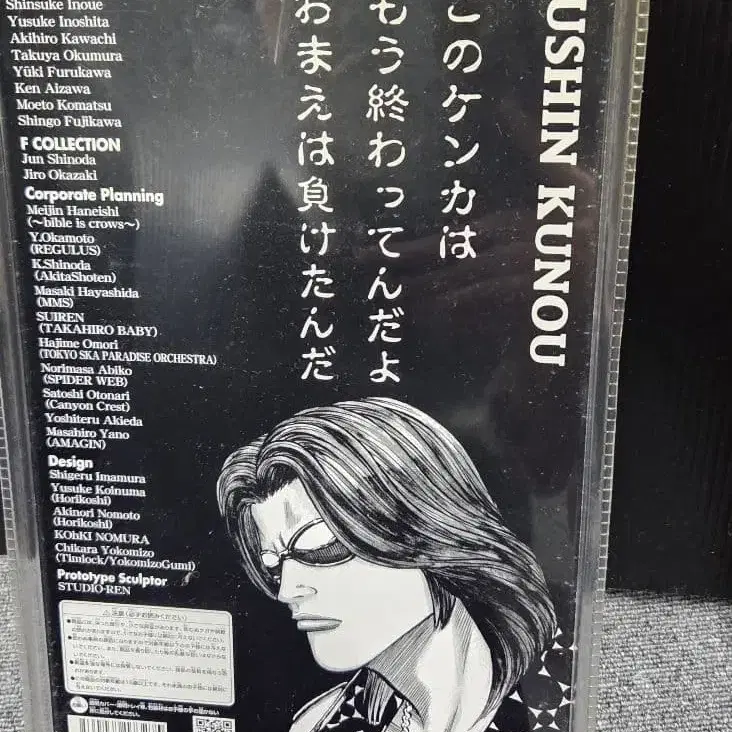 Shinsuke Inoue
Yusuke Inoshita
Akihiro Kawachi
Takuya Okumura
Yūki Furukawa
Ken Aizawa
Moeto Komatsu
Shingo Fujikawa
F COLLECTION
Jun Shinoda
Jiro Okazaki
Corporate Planning
Meijin Haneishi
(～bible is crows～)
Y.Okamoto
(REGULUS)
K.Shinoda
(AkitaShoten)
Masaki Hayashida
(MMS)
SUIREN
(TAKAHIRO BABY)
Hajime Omori
(TOKYO SKA PARADISE ORCHESTRA)
Norimasa Abiko
(SPIDER WEB)
Satoshi Otonari
(Canyon Crest)
Yoshiteru Akieda
Masahiro Yano
(AMAGIN)
Design
Shigeru Imamura
Yusuke Koinuma
(Horikoshi)
Akinori Nomoto
(Horikoshi)
KOhKI NOMURA
Chikara Yokomizo
(Timlock/YokomizoGumi)
Prototype Sculptor
STUDIO-REN
USHIN KUNOU
このケンカは
もう終わってんだよ
おまえは負けたんだ